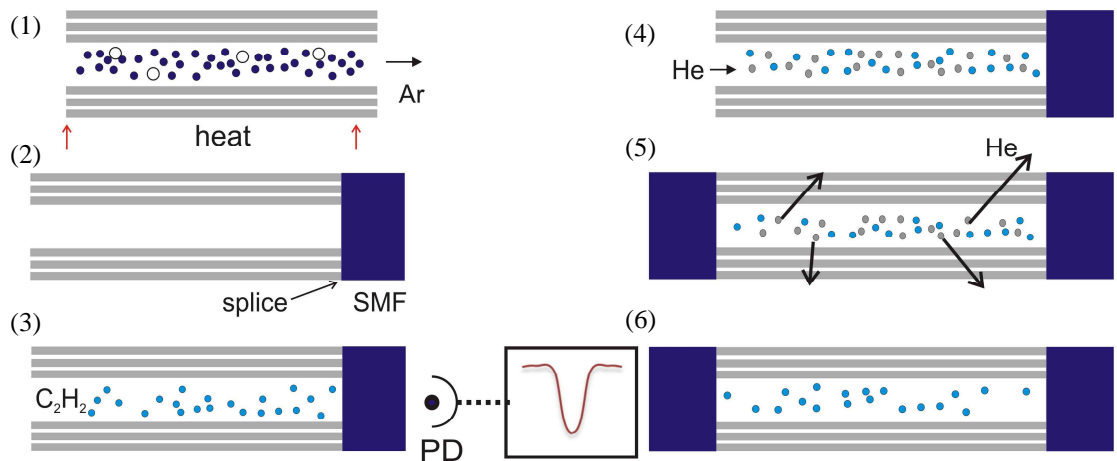 (1)
Ar
heat
(2)
splice
SMF
(3)
C₂H₂
PD
(4)
He
(5)
He
(6)